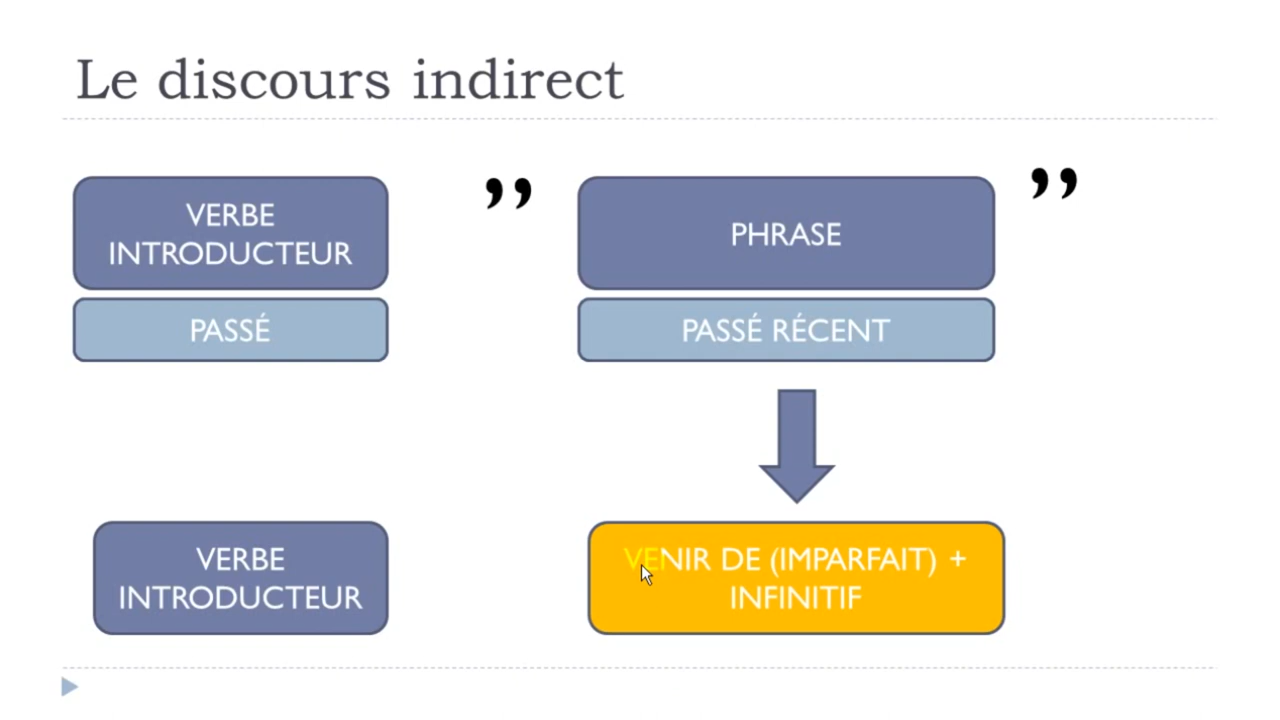 Le discours indirect
VERBE
INTRODUCTEUR
”
PHRASE
”
PASSÉ
PASSÉ RÉCENT
VERBE
INTRODUCTEUR
VENIR DE (IMPARFAIT) +
INFINITIF